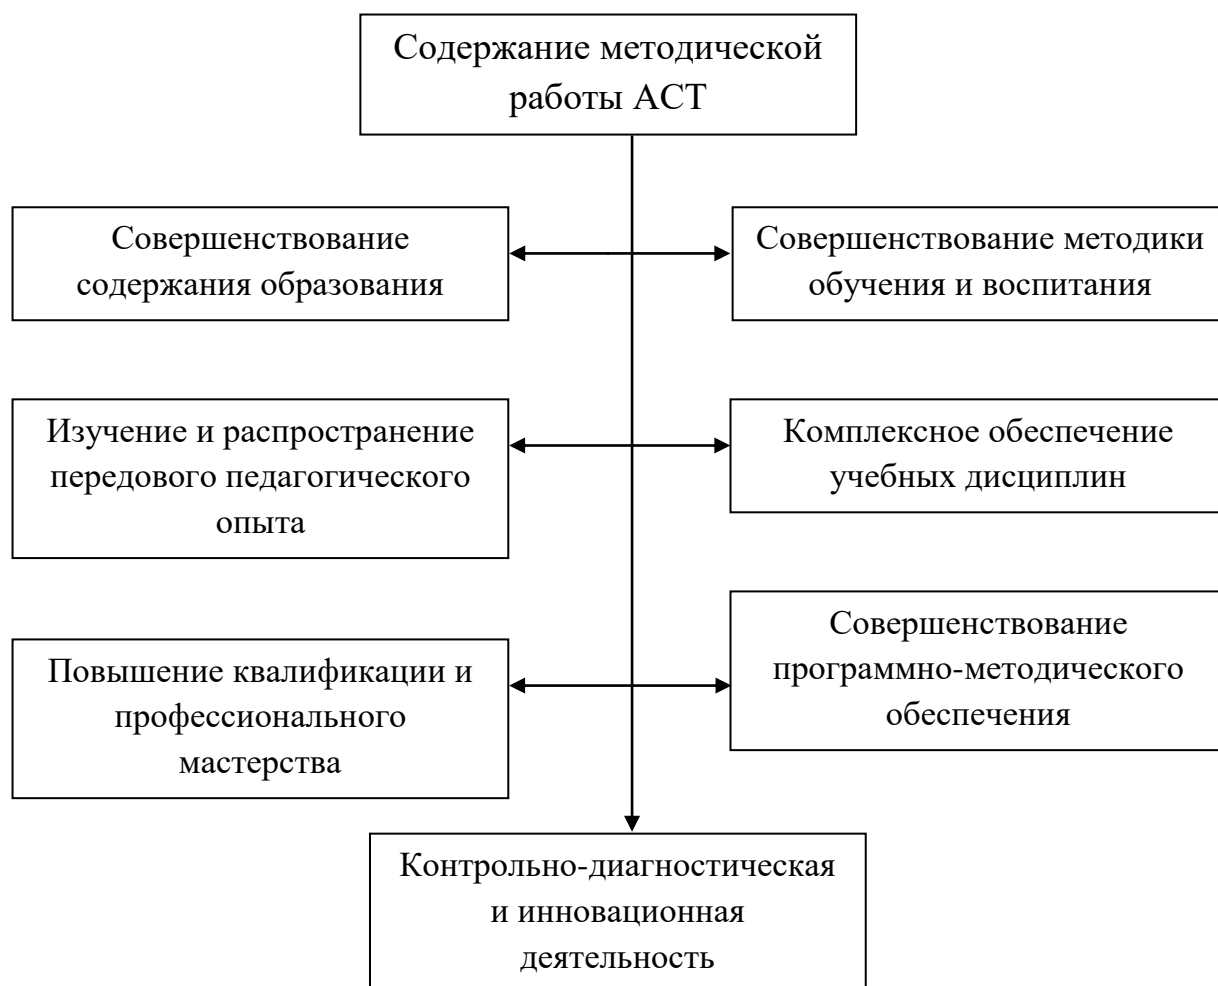 Содержание методической
работы АСТ
Совершенствование
содержания образования
Совершенствование методики
обучения и воспитания
Изучение и распространение
передового педагогического
опыта
Комплексное обеспечение
учебных дисциплин
Повышение квалификации и
профессионального
мастерства
Совершенствование
программно-методического
обеспечения
Контрольно-диагностическая
и инновационная
деятельность